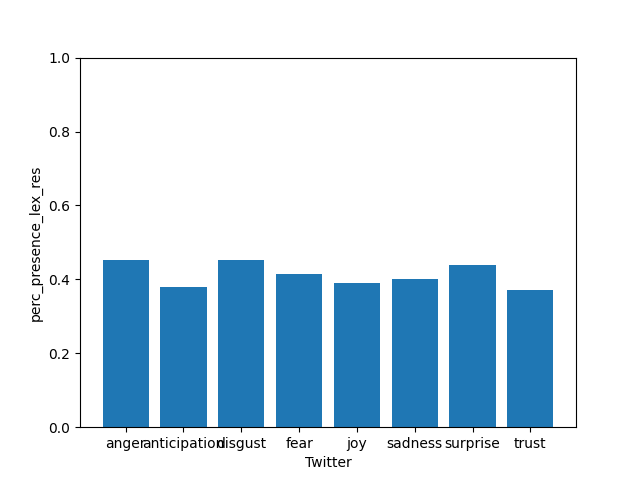 1.0
0.8
0.6
0.4
0.2
0.0
perc_presence_lex_res
anger anticipation disgust fear joy sadness surprise trust
Twitter